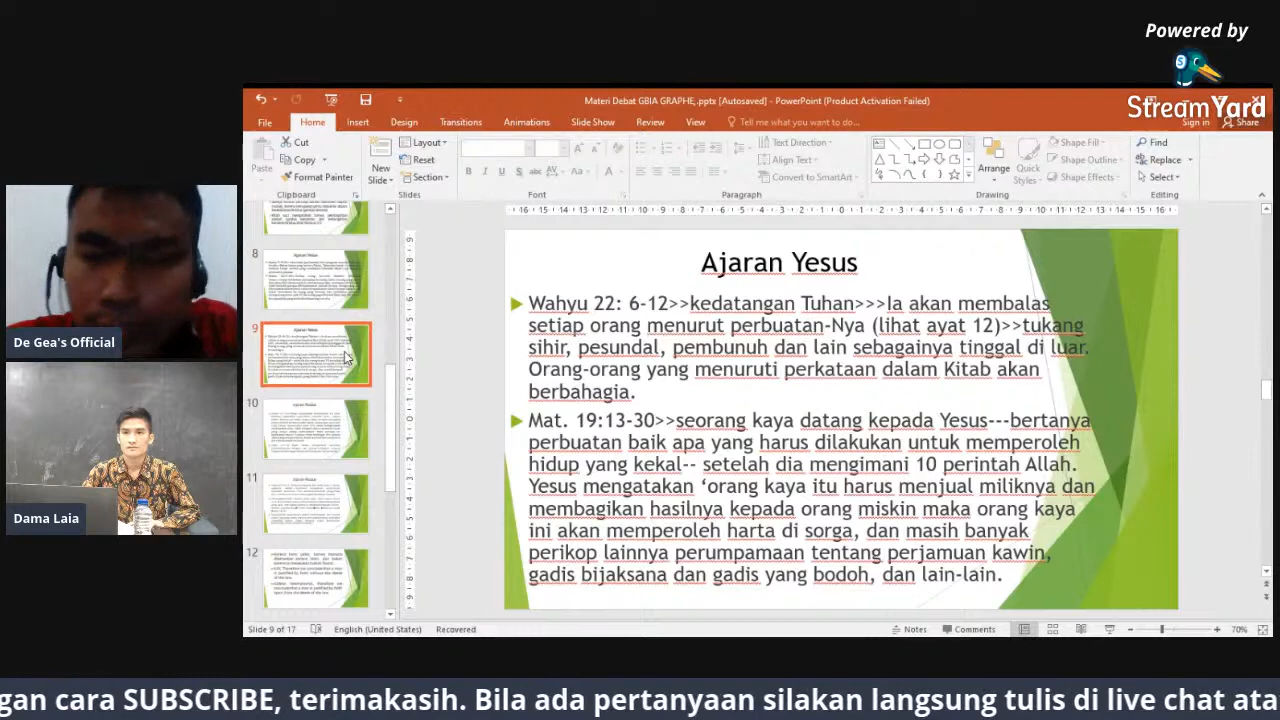 Powered by
StreamYard
Materi Debat GBIA GRAPHE,.pptx [Autosaved] - PowerPoint (Product Activation Failed)
File Home Insert Design Transitions Animations Slide Show Review View Tell me what you want to do... Sign in Share
Paste Cut Copy Format Painter Clipboard
New Slide Layout Reset Section Slides
Font
Text Direction Align Text Convert to SmartArt
Arrange Quick Styles Shape Fill Shape Outline Shape Effects Drawing
Find Replace Select Editing
De Gea's Official
8
9
10
11
12
Ajaran Yesus
Wahyu 22: 6-12>>kedatangan Tuhan>>>Ia akan membalas
setiap orang menurut perbuatan-Nya (lihat ayat 12)>>tukang
sihir, pesundal, pembunuh dan lain sebagainya tinggal di luar.
Orang-orang yang menuruti perkataan dalam Kitab akan
berbahagia.
Mat 19:13-30>>seorang kaya datang kepada Yesus--bertanya
perbuatan baik apa yang harus dilakukan untuk memperoleh
hidup yang kekal-- setelah dia mengimani 10 perintah Allah.
Yesus mengatakan orang kaya itu harus menjual hartanya dan
membagikan hasilnya kepada orang miskin maka orang kaya
ini akan memperoleh harta di sorga, dan masih banyak
perikop lainnya perumpamaan tentang perjamuan kawin,
gadis bijaksana dan gadis yang bodoh, dan lain lain.
Slide 9 of 17 English (United States) Recovered Notes Comments 70%
gan cara SUBSCRIBE, terimakasih. Bila ada pertanyaan silakan langsung tulis di live chat ata